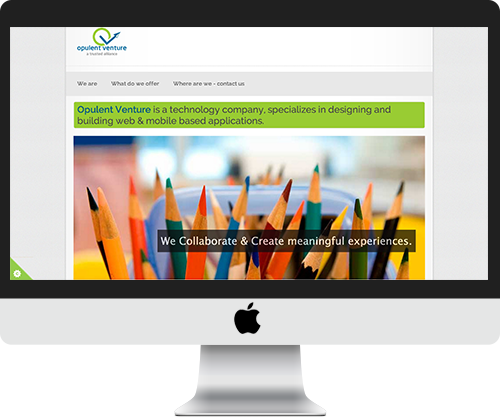 opulent venture
a trusted alliance
We are What do we offer Where are we - contact us
Opulent Venture is a technology company, specializes in designing and
building web & mobile based applications.
We Collaborate & Create meaningful experiences.